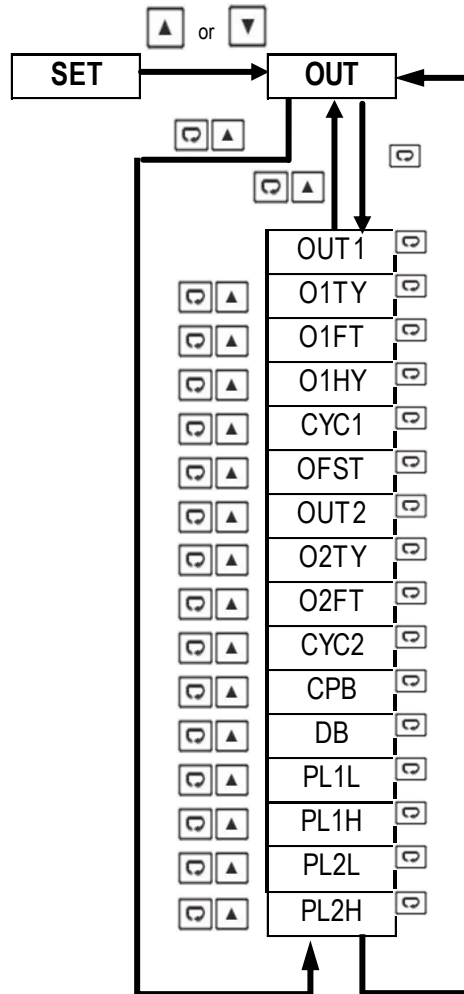 or
SET
OUT
OUT1
O1TY
O1FT
O1HY
CYC1
OFST
OUT2
O2TY
O2FT
CYC2
CPB
DB
PL1L
PL1H
PL2L
PL2H